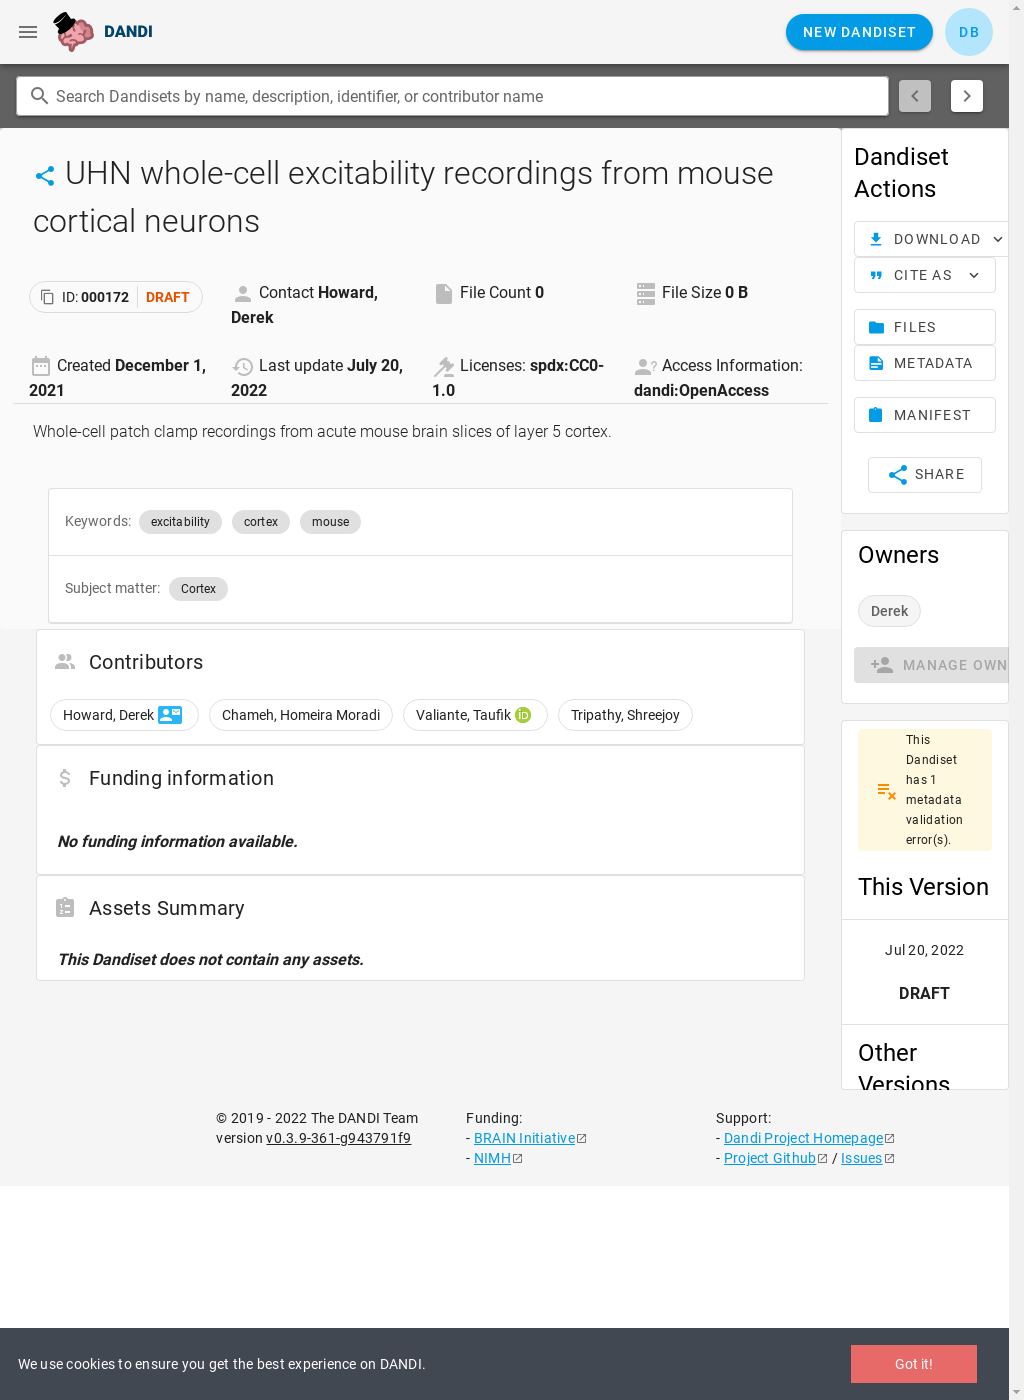 DANDI
NEW DANDISET
DB
Search Dandisets by name, description, identifier, or contributor name
UHN whole-cell excitability recordings from mouse
cortical neurons
ID: 000172 DRAFT
Contact Howard,
Derek
File Count 0
File Size 0 B
Created December 1,
2021
Last update July 20,
2022
Licenses: spdx:CC0-
1.0
Access Information:
dandi:OpenAccess
Whole-cell patch clamp recordings from acute mouse brain slices of layer 5 cortex.
Keywords: excitability cortex mouse
Subject matter: Cortex
Contributors
Howard, Derek Chameh, Homeira Moradi Valiante, Taufik iD Tripathy, Shreejoy
Funding information
No funding information available.
Assets Summary
This Dandiset does not contain any assets.
Dandiset
Actions
DOWNLOAD
CITE AS
FILES
METADATA
MANIFEST
SHARE
Owners
Derek
MANAGE OWN
This
Dandiset
has 1
metadata
validation
error(s).
This Version
Jul 20, 2022
DRAFT
Other
Versions
© 2019 - 2022 The DANDI Team
version v0.3.9-361-g943791f9
Funding:
- BRAIN Initiative
- NIMH
Support:
- Dandi Project Homepage
- Project Github / Issues
We use cookies to ensure you get the best experience on DANDI.
Got it!